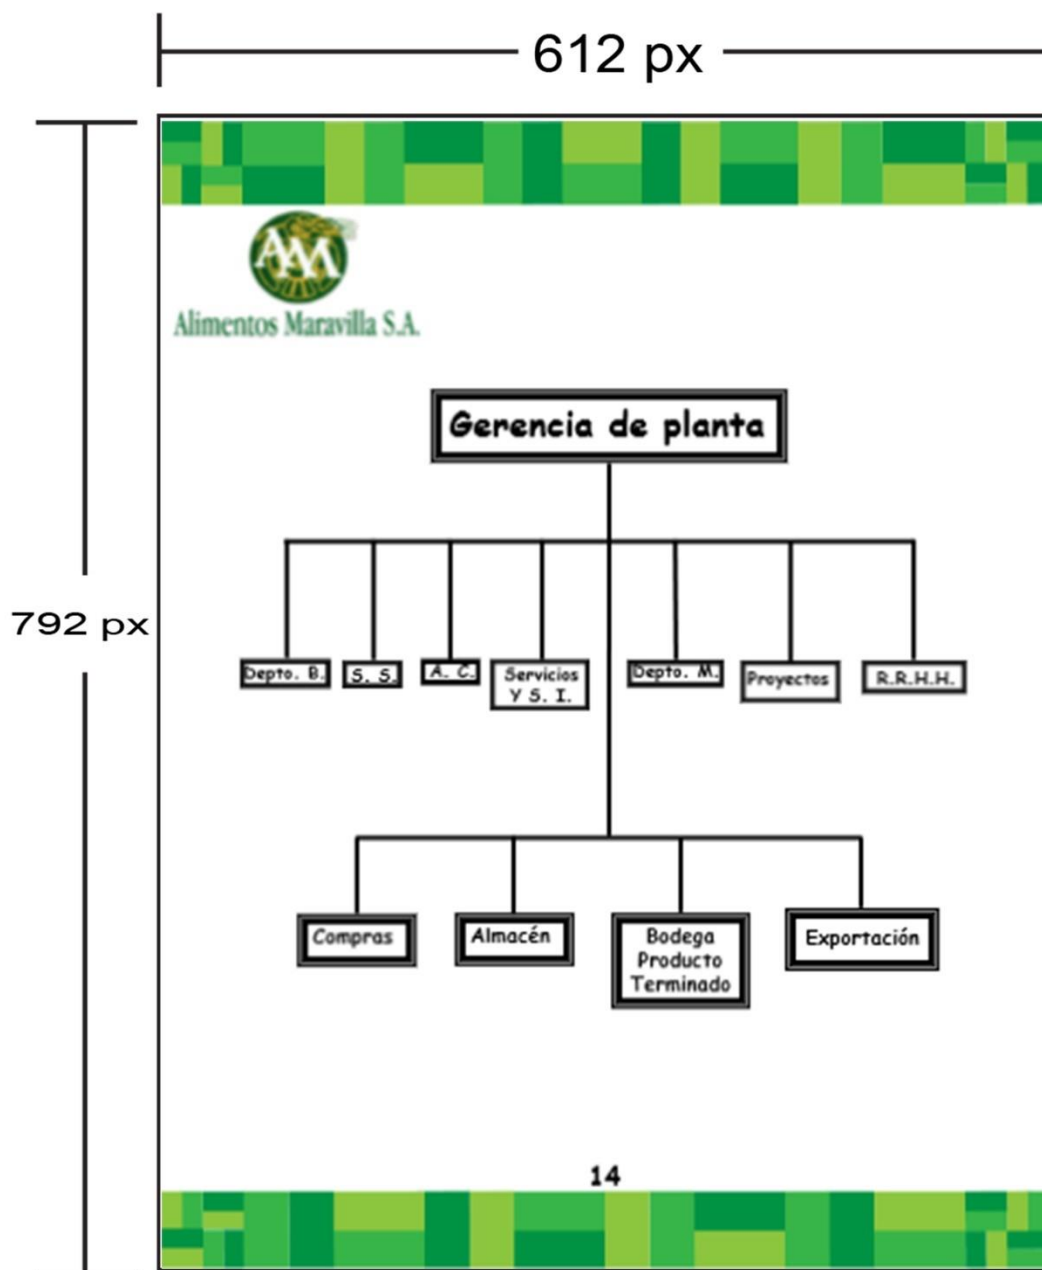 612 px
792 px
AM
Alimentos Maravilla S.A.
Gerencia de planta
Depto. B.
S. S.
A. C.
Servicios
Y S. I.
Depto. M.
Proyectos
R.R.H.H.
Compras
Almacén
Bodega
Producto
Terminado
Exportación
14